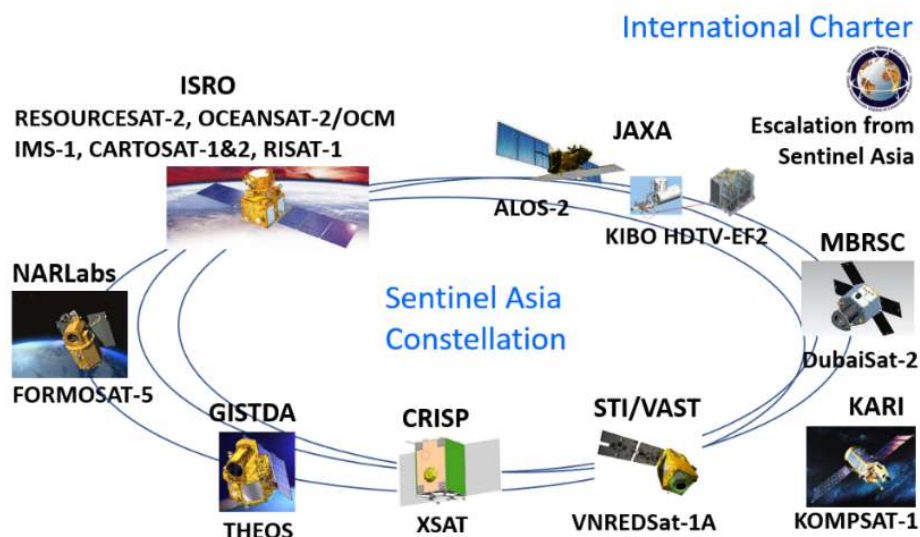 International Charter
Escalation from
Sentinel Asia
ISRO
RESOURCESAT-2, OCEANSAT-2/OCM
IMS-1, CARTOSAT-1&2, RISAT-1
JAXA
ALOS-2
KIBO HDTV-EF2
MBRSC
DubaiSat-2
NARLabs
FORMOSAT-5
Sentinel Asia
Constellation
GISTDA
THEOS
CRISP
XSAT
STI/VAST
VNREDSat-1A
KARI
KOMPSAT-1